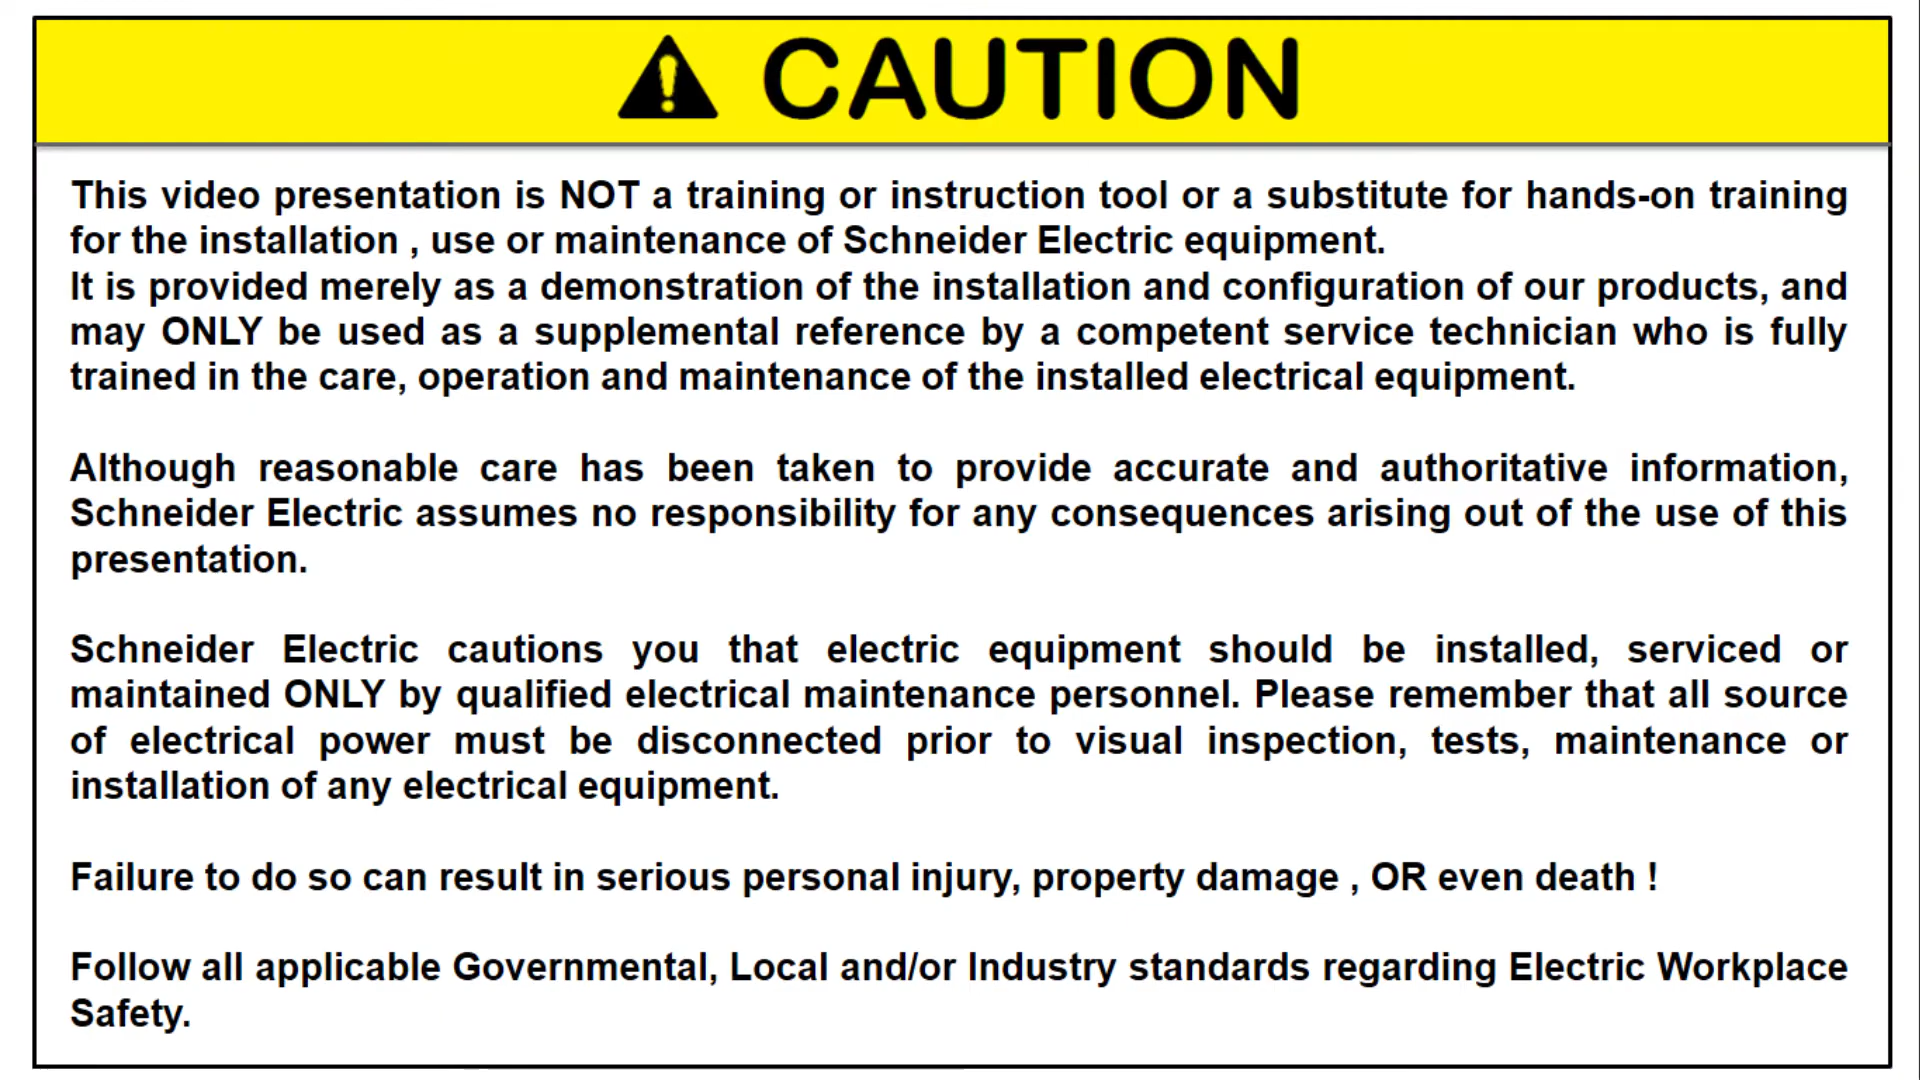 CAUTION
This video presentation is NOT a training or instruction tool or a substitute for hands-on training
for the installation , use or maintenance of Schneider Electric equipment.
It is provided merely as a demonstration of the installation and configuration of our products, and
may ONLY be used as a supplemental reference by a competent service technician who is fully
trained in the care, operation and maintenance of the installed electrical equipment.
Although reasonable care has been taken to provide accurate and authoritative information,
Schneider Electric assumes no responsibility for any consequences arising out of the use of this
presentation.
Schneider Electric cautions you that electric equipment should be installed, serviced or
maintained ONLY by qualified electrical maintenance personnel. Please remember that all source
of electrical power must be disconnected prior to visual inspection, tests, maintenance or
installation of any electrical equipment.
Failure to do so can result in serious personal injury, property damage , OR even death !
Follow all applicable Governmental, Local and/or Industry standards regarding Electric Workplace
Safety.